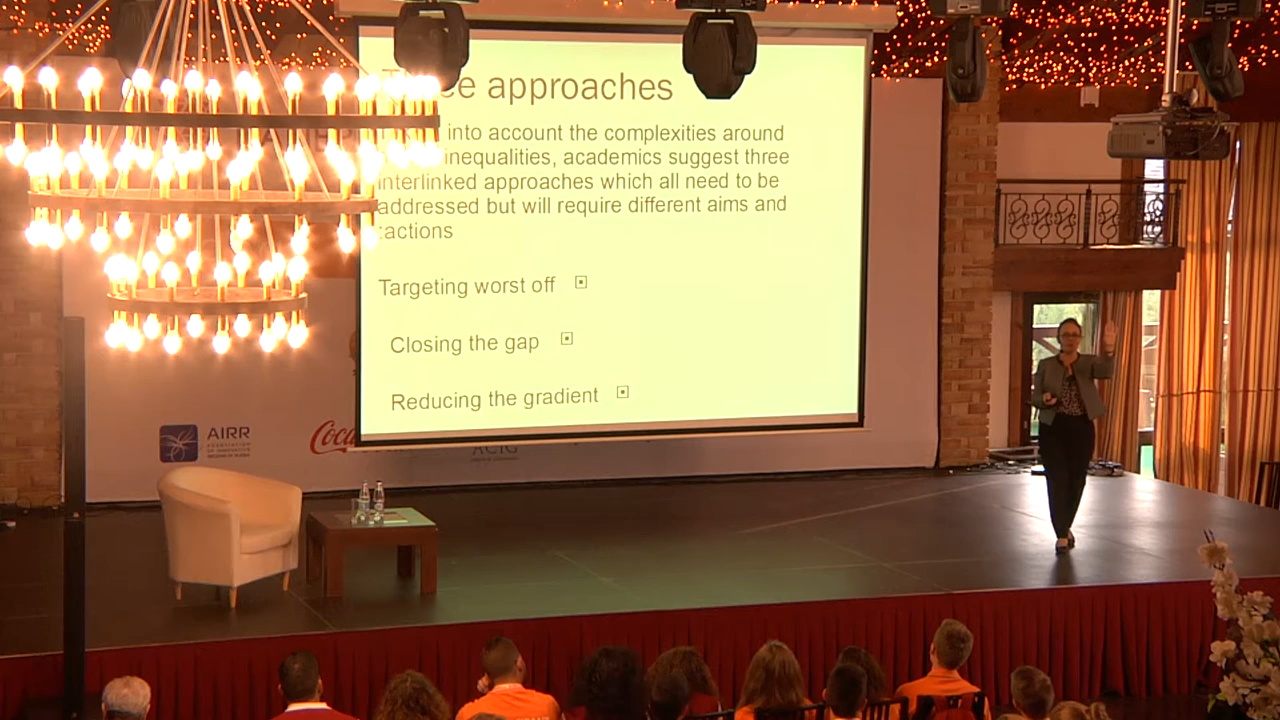 approaches
into account the complexities around
inequalities, academics suggest three
interlinked approaches which all need to be
addressed but will require different aims and
actions
Targeting worst off
Closing the gap
Reducing the gradient
AIRR
ACIG